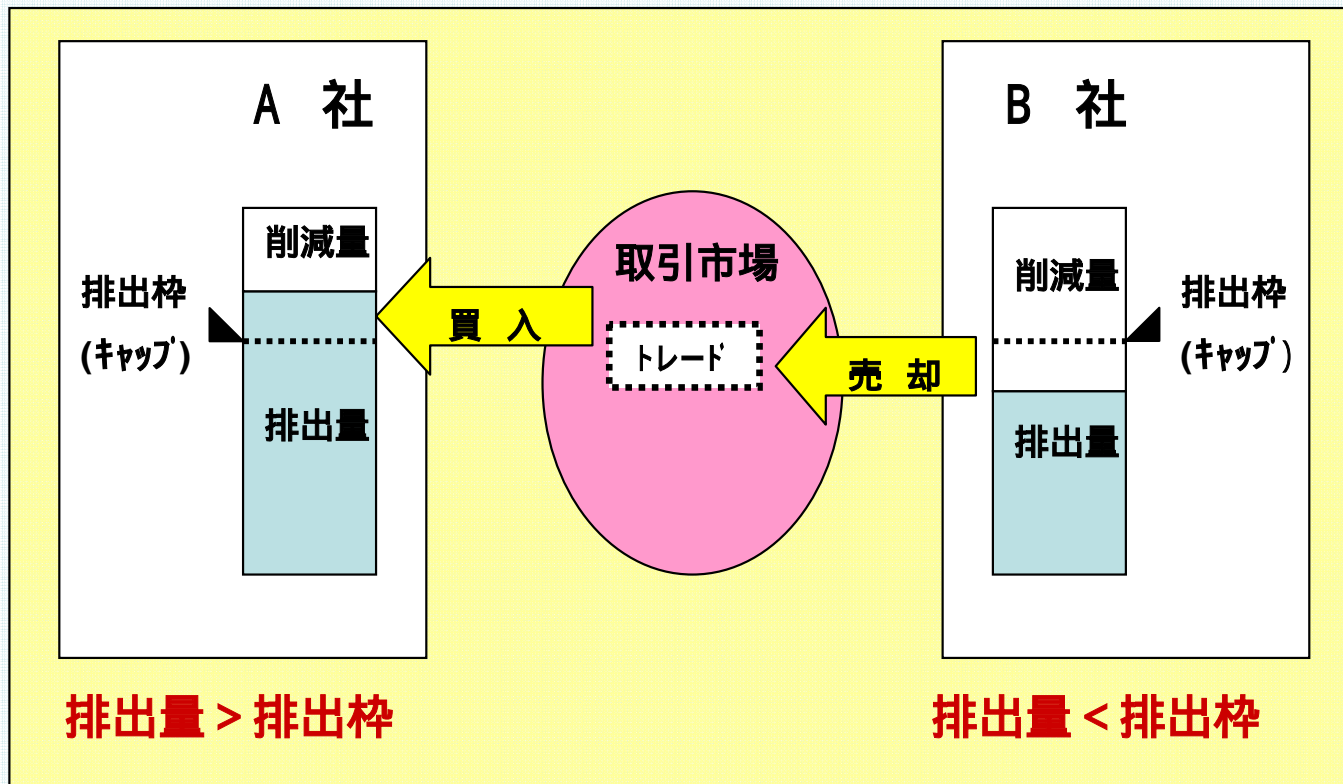 A 社
削減量
排出枠
(ｷｬｯﾌﾟ)
排出量
排出量 > 排出枠
買 入
取引市場
トレード
売 却
B 社
削減量
排出枠
(ｷｬｯﾌﾟ)
排出量
排出量 < 排出枠